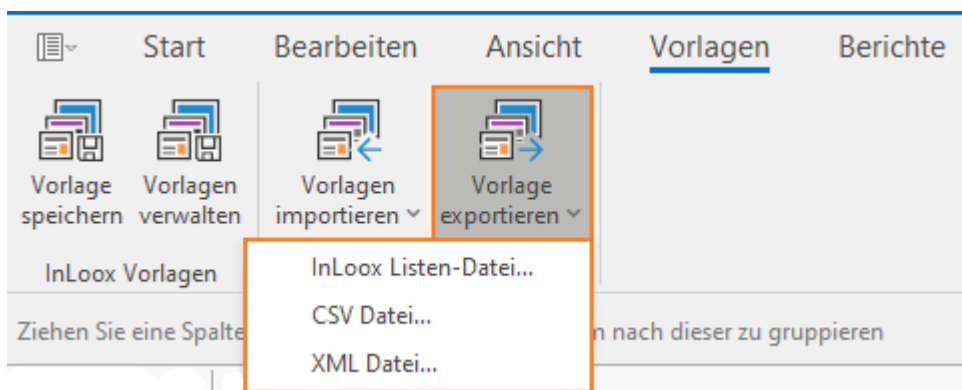 Start Bearbeiten Ansicht Vorlagen Berichte
Vorlage speichern
Vorlagen verwalten
Vorlagen importieren
Vorlage exportieren
InLoox Vorlagen
InLoox Listen-Datei...
CSV Datei...
XML Datei...
Ziehen Sie eine Spalte nach dieser zu gruppieren